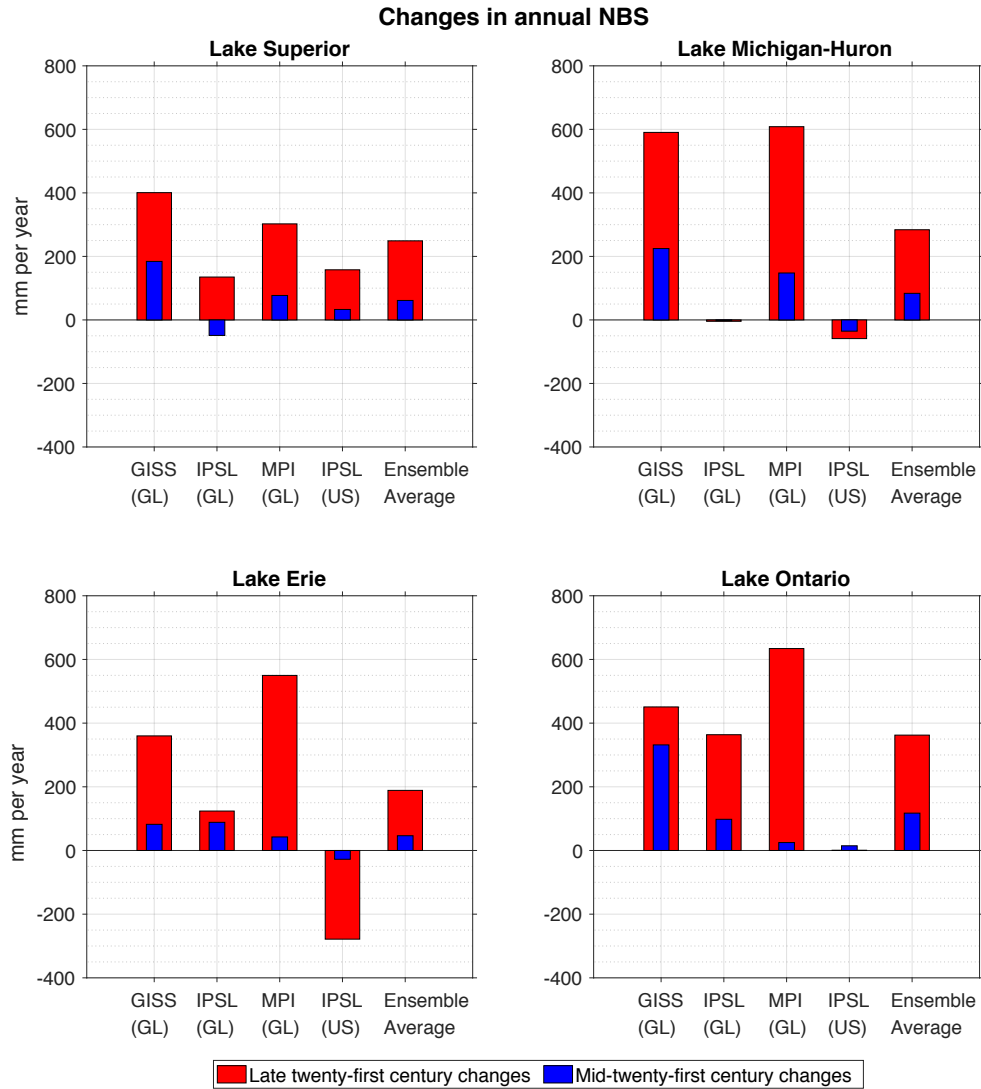 Changes in annual NBS
Lake Superior
800
600
400
200
0
-200
-400
mm per year
GISS IPSL MPI IPSL Ensemble
(GL) (GL) (GL) (US) Average
Lake Michigan-Huron
800
600
400
200
0
-200
-400
GISS IPSL MPI IPSL Ensemble
(GL) (GL) (GL) (US) Average
Lake Erie
800
600
400
200
0
-200
-400
mm per year
GISS IPSL MPI IPSL Ensemble
(GL) (GL) (GL) (US) Average
Lake Ontario
800
600
400
200
0
-200
-400
GISS IPSL MPI IPSL Ensemble
(GL) (GL) (GL) (US) Average
Late twenty-first century changes Mid-twenty-first century changes